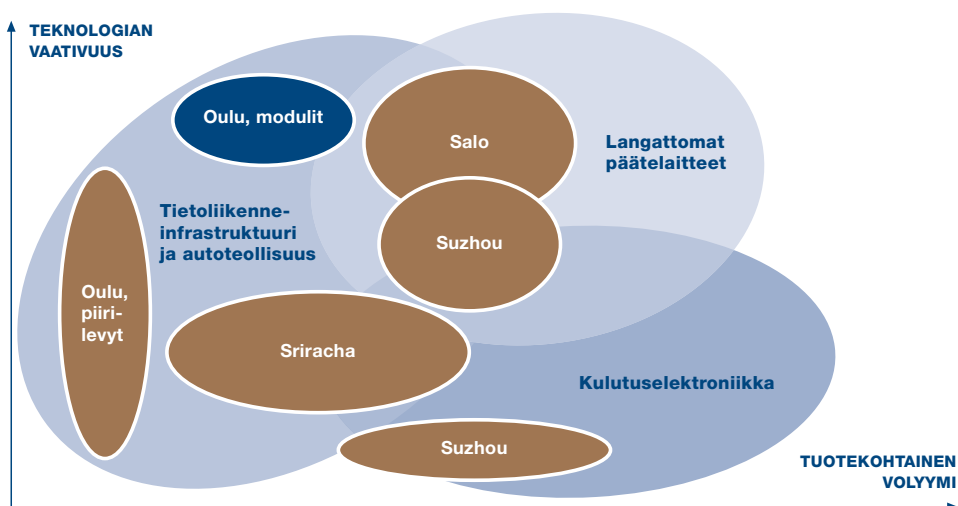 TEKNOLOGIAN
VAATIVUUS
Oulu, modulit
Salo
Langattomat
päätelaitteet
Tietoliikenne-
infrastruktuuri
ja autoteollisuus
Suzhou
Oulu,
piiri-
levyt
Sriracha
Kulutuselektroniikka
Suzhou
TUOTEKOHTAINEN
VOLYYMI